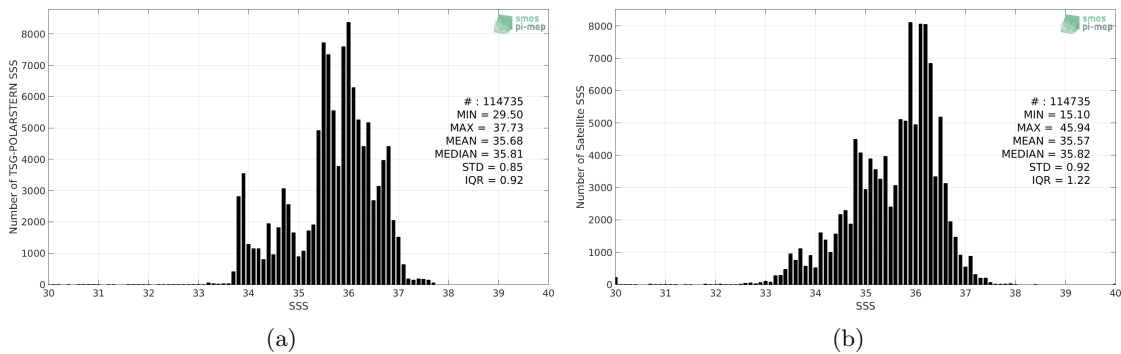 smos
pi-mep
Number of TSG-POLARSTERN SSS
8000
7000
6000
5000
4000
3000
2000
1000
0
# : 114735
MIN = 29.50
MAX = 37.73
MEAN = 35.68
MEDIAN = 35.81
STD = 0.85
IQR = 0.92
30 31 32 33 34 35 36 37 38 39 40
SSS
(a)
smos
pi-mep
Number of Satellite SSS
8000
7000
6000
5000
4000
3000
2000
1000
0
# : 114735
MIN = 15.10
MAX = 45.94
MEAN = 35.57
MEDIAN = 35.82
STD = 0.92
IQR = 1.22
30 31 32 33 34 35 36 37 38 39 40
SSS
(b)